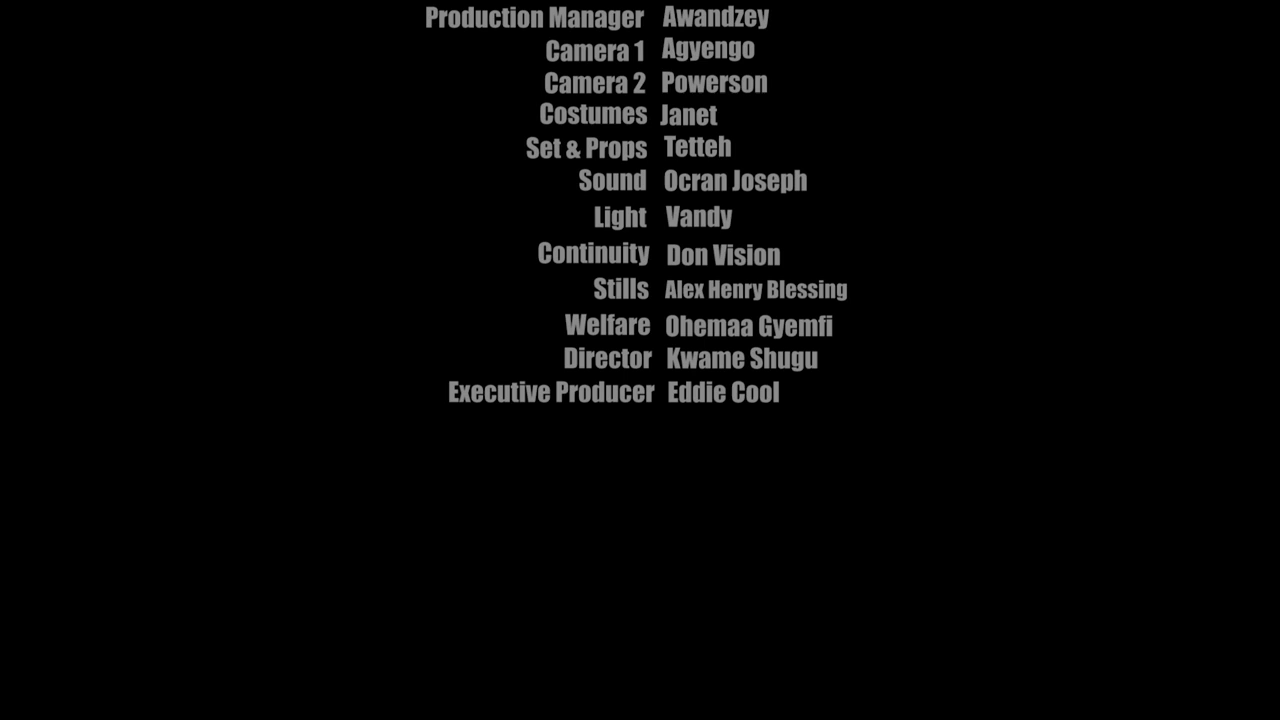 Production Manager Awandzey
Camera 1 Agyengo
Camera 2 Powerson
Costumes Janet
Set & Props Tetteh
Sound Ocran Joseph
Light Vandy
Continuity Don Vision
Stills Alex Henry Blessing
Welfare Ohemaa Gyemfi
Director Kwame Shugu
Executive Producer Eddie Cool